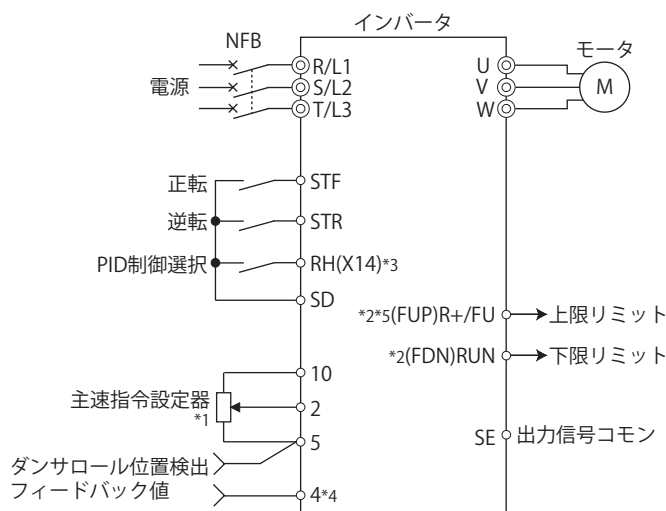 インバータ
NFB
モータ
電源
R/L1
S/L2
T/L3
U
V
W
M
正転
STF
逆転
STR
PID制御選択
RH(X14)*3
SD
*2*5(FUP)R+/FU
上限リミット
*2(FDN)RUN
下限リミット
10
主速指令設定器
*1
2
5
SE
出力信号コモン
ダンサロール位置検出
フィードバック値
4*4